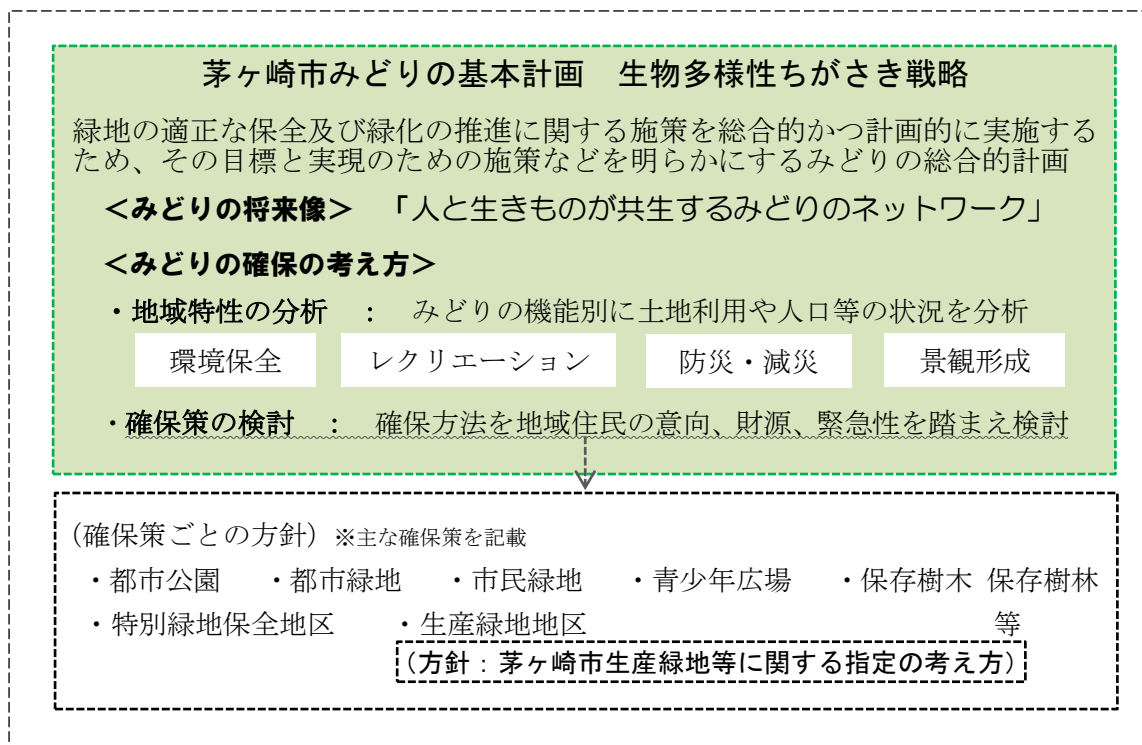 茅ヶ崎市みどりの基本計画　生物多様性ちがさき戦略
緑地の適正な保全及び緑化の推進に関する施策を総合的かつ計画的に実施する
ため、その目標と実現のための施策などを明らかにするみどりの総合的計画
＜みどりの将来像＞　「人と生きものが共生するみどりのネットワーク」
＜みどりの確保の考え方＞
・地域特性の分析　：　みどりの機能別に土地利用や人口等の状況を分析
環境保全　レクリエーション　防災・減災　景観形成
・確保策の検討　：　確保方法を地域住民の意向、財源、緊急性を踏まえ検討
（確保策ごとの方針）※主な確保策を記載
・都市公園　・都市緑地　・市民緑地　・青少年広場　・保存樹木 保存樹林
・特別緑地保全地区　・生産緑地地区　等
（方針：茅ヶ崎市生産緑地等に関する指定の考え方）